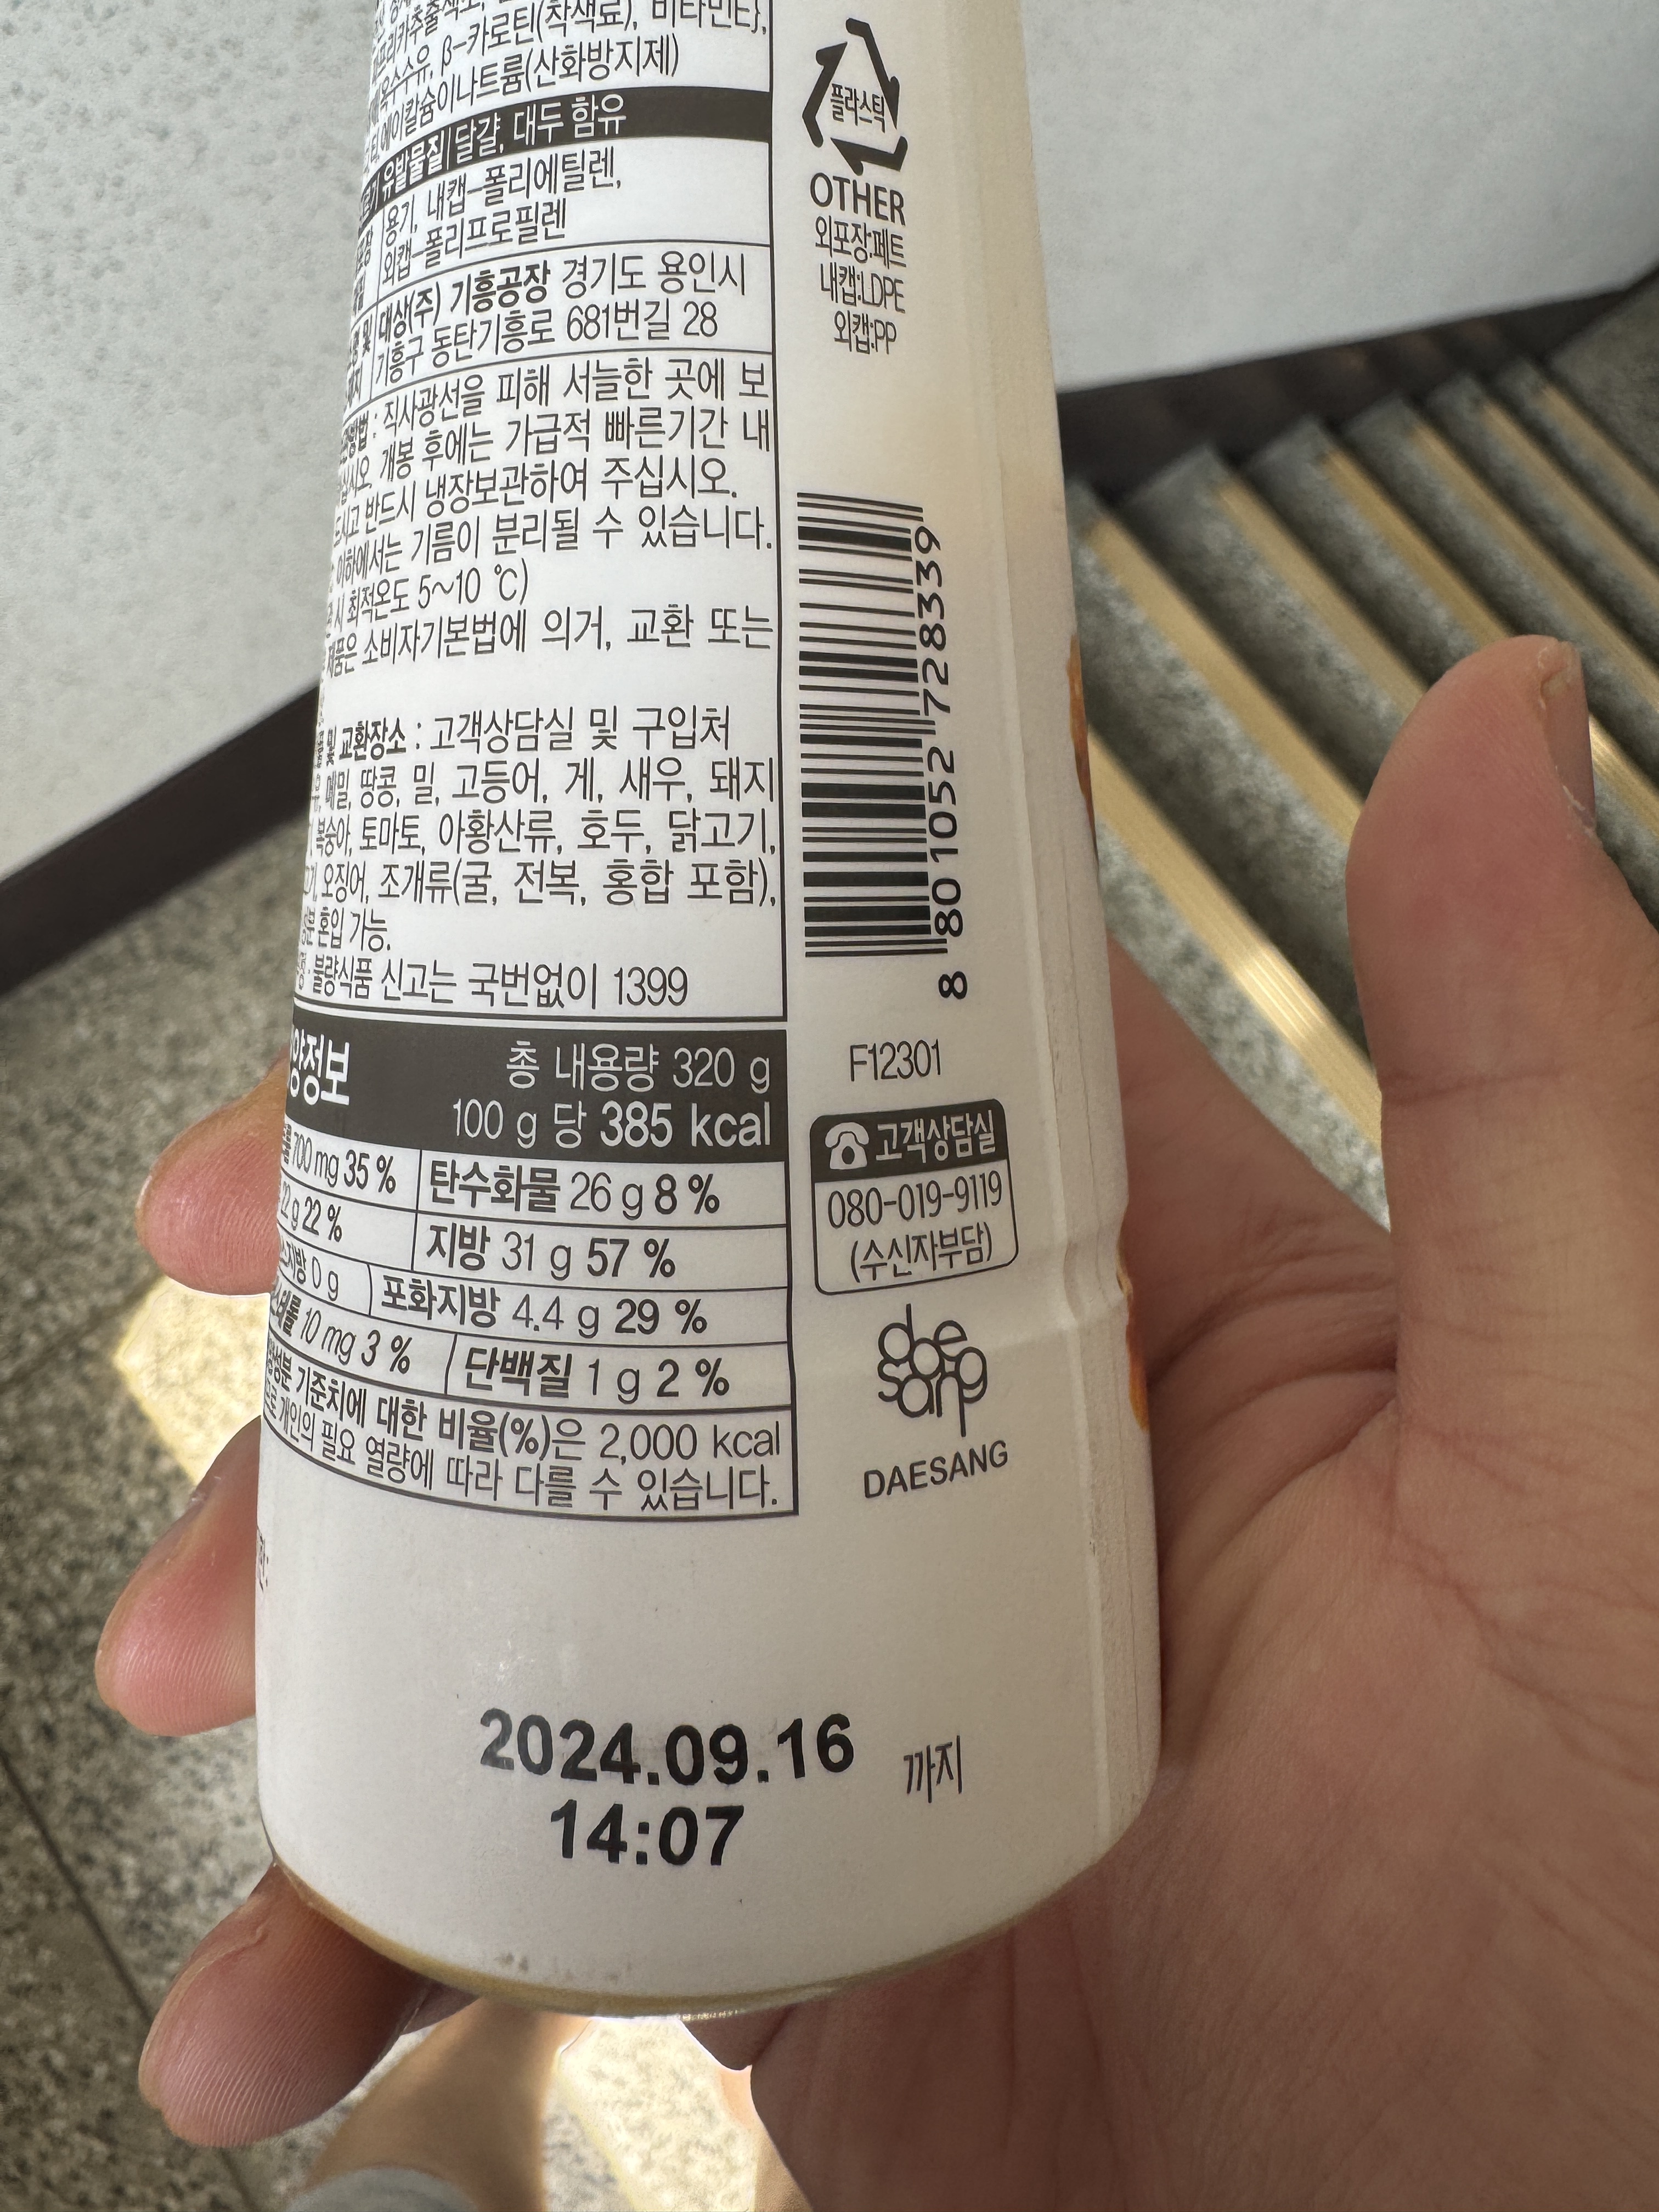 β-카로틴(착색료), 비타민E,
에이칼슘이나트륨(산화방지제)
유발물질 달걀, 대두 함유
용기, 내캡-폴리에틸렌,
외캡-폴리프로필렌
대상(주) 기흥공장 경기도 용인시
기흥구 동탄기흥로 681번길 28
: 직사광선을 피해 서늘한 곳에 보
개봉 후에는 가급적 빠른기간 내
반드시 냉장보관하여 주십시오.
이하에서는 기름이 분리될 수 있습니다.
시 최적온도 5~10 ℃)
제품은 소비자기본법에 의거, 교환 또는
및 교환장소 : 고객상담실 및 구입처
메밀, 땅콩, 밀, 고등어, 게, 새우, 돼지
복숭아, 토마토, 아황산류, 호두, 닭고기,
오징어, 조개류(굴, 전복, 홍합 포함),
혼입 가능.
불량식품 신고는 국번없이 1399
총 내용량 320 g
100 g 당 385 kcal
700 mg 35 % 탄수화물 26 g 8 %
22 g 22 % 지방 31 g 57 %
0 g 포화지방 4.4 g 29 %
10 mg 3 % 단백질 1 g 2 %
기준치에 대한 비율(%)은 2,000 kcal
개인의 필요 열량에 따라 다를 수 있습니다.
플라스틱
OTHER
외포장:페트
내캡:LDPE
외캡:PP
8 801052 728339
F12301
고객상담실
080-019-9119
(수신자부담)
daesang
DAESANG
2024.09.16 까지
14:07